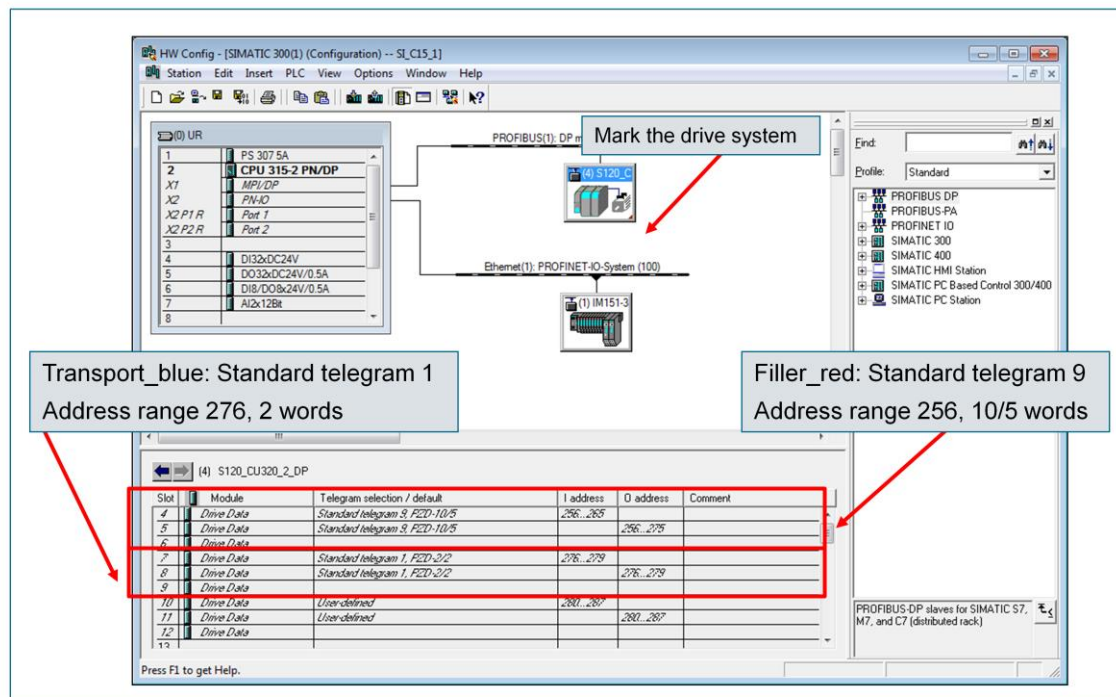 HW Config - [SIMATIC 300(1) (Configuration) -- SI_C15_1]
Station Edit Insert PLC View Options Window Help
(0) UR
1 PS 307 5A
2 CPU 315-2 PN/DP
X1 MPI/DP
X2 PN-IO
X2 P1 R Port 1
X2 P2 R Port 2
3
4 DI32xDC24V
5 DO32xDC24V/0.5A
6 DI8/DO8x24V/0.5A
7 AI2x12Bit
8
PROFIBUS(1): DP m
Mark the drive system
(4) S120_C
Ethernet(1): PROFINET-IO-System (100)
(1) IM151-3
Find:
Profile: Standard
PROFIBUS DP
PROFIBUS-PA
PROFINET IO
SIMATIC 300
SIMATIC 400
SIMATIC HMI Station
SIMATIC PC Based Control 300/400
SIMATIC PC Station
Transport_blue: Standard telegram 1
Address range 276, 2 words
Filler_red: Standard telegram 9
Address range 256, 10/5 words
(4) S120_CU320_2_DP
Slot Module Telegram selection / default I address O address Comment
4 Drive Data Standard telegram 9, PZD-10/5 256...265
5 Drive Data Standard telegram 9, PZD-10/5 256...275
6 Drive Data
7 Drive Data Standard telegram 1, PZD-2/2 276...279
8 Drive Data Standard telegram 1, PZD-2/2 276...279
9 Drive Data
10 Drive Data User-defined 280...287
11 Drive Data User-defined 280...287
12 Drive Data
13
PROFIBUS-DP slaves for SIMATIC S7,
M7, and C7 (distributed rack)
Press F1 to get Help.